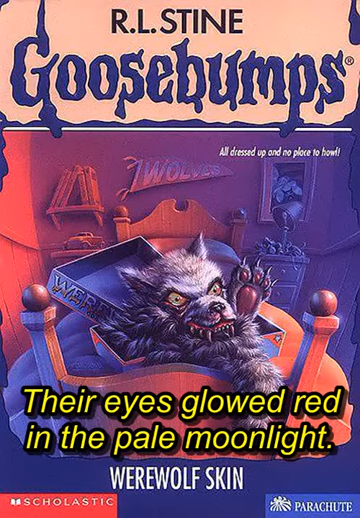 R.L. STINE
Goosebumps®
All dressed up and no place to howl!
WOLVES
WERE
Their eyes glowed red
in the pale moonlight.
WEREWOLF SKIN
SCHOLASTIC
PARACHUTE